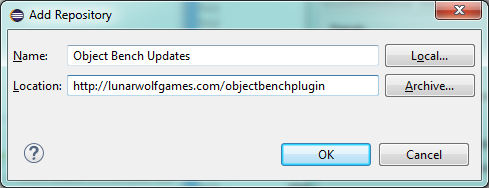 Add Repository
Name: Object Bench Updates Local...
Location: http://lunarwolfgames.com/objectbenchplugin Archive...
? OK Cancel